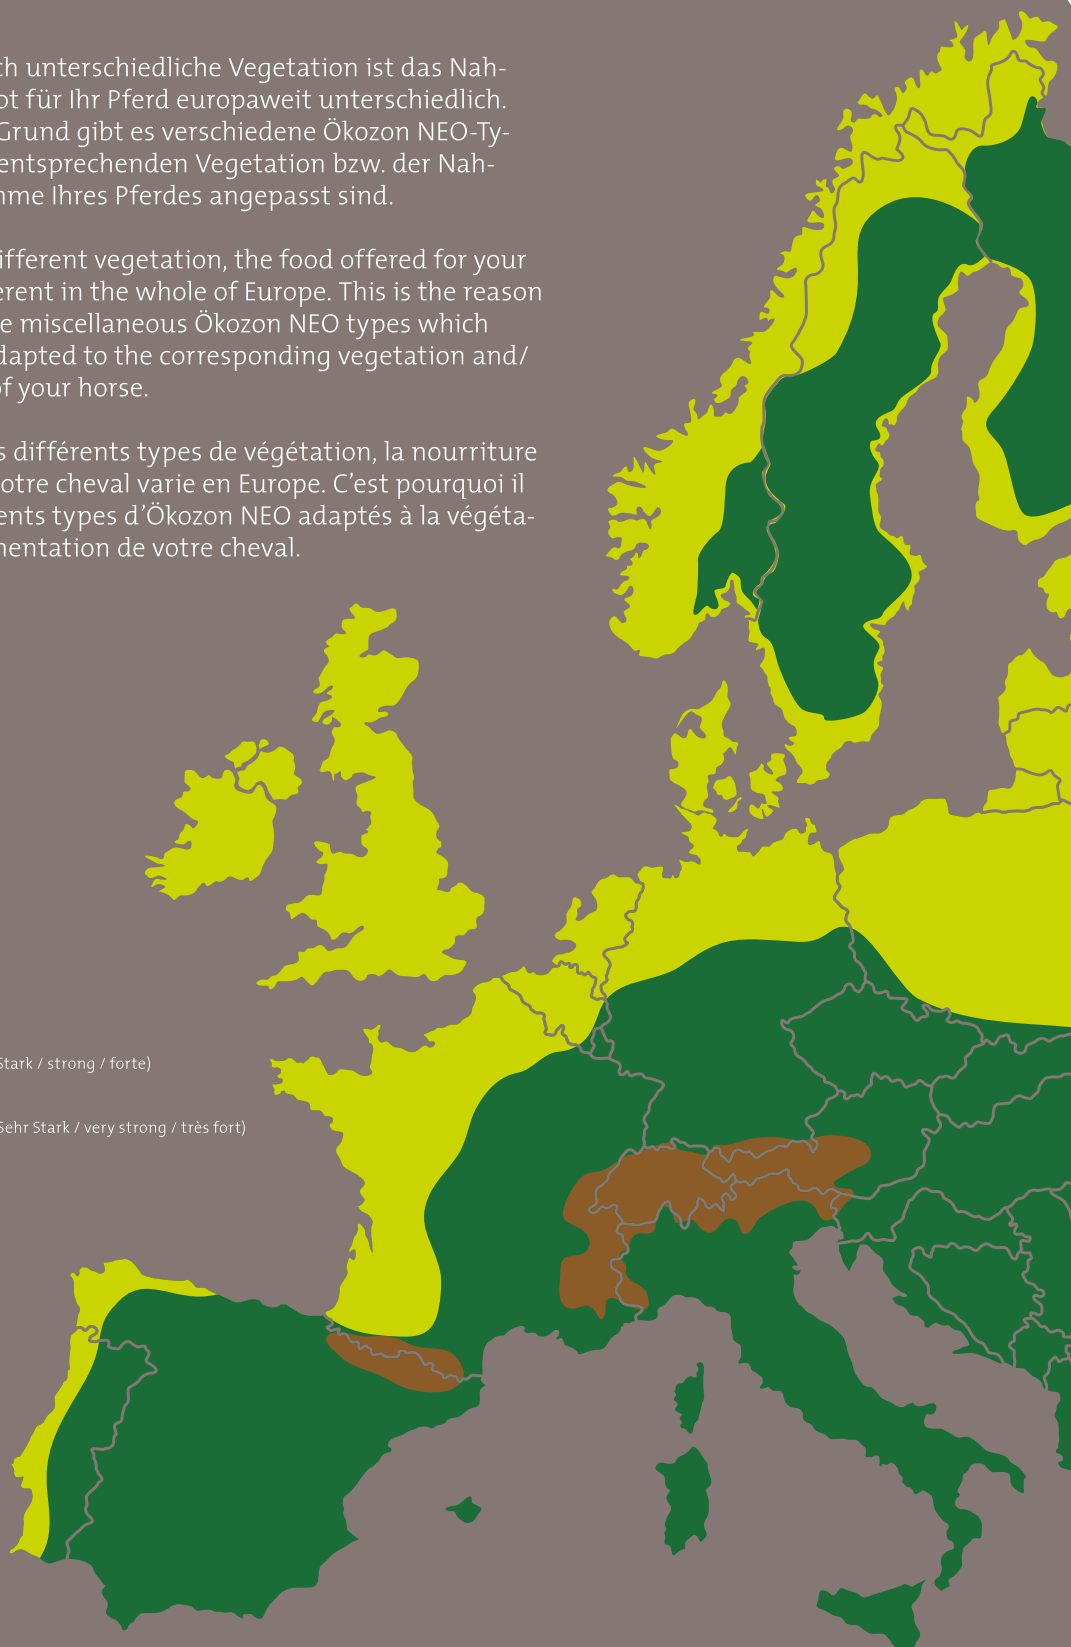 ch unterschiedliche Vegetation ist das Nah-
ot für Ihr Pferd europaweit unterschiedlich.
Grund gibt es verschiedene Ökozon NEO-Ty-
entsprechenden Vegetation bzw. der Nah-
hme Ihres Pferdes angepasst sind.
ifferent vegetation, the food offered for your
erent in the whole of Europe. This is the reason
e miscellaneous Ökozon NEO types which
dapted to the corresponding vegetation and/
of your horse.
s différents types de végétation, la nourriture
otre cheval varie en Europe. C’est pourquoi il
ents types d’Ökozon NEO adaptés à la végéta-
mentation de votre cheval.
Stark / strong / forte)
Sehr Stark / very strong / très fort)